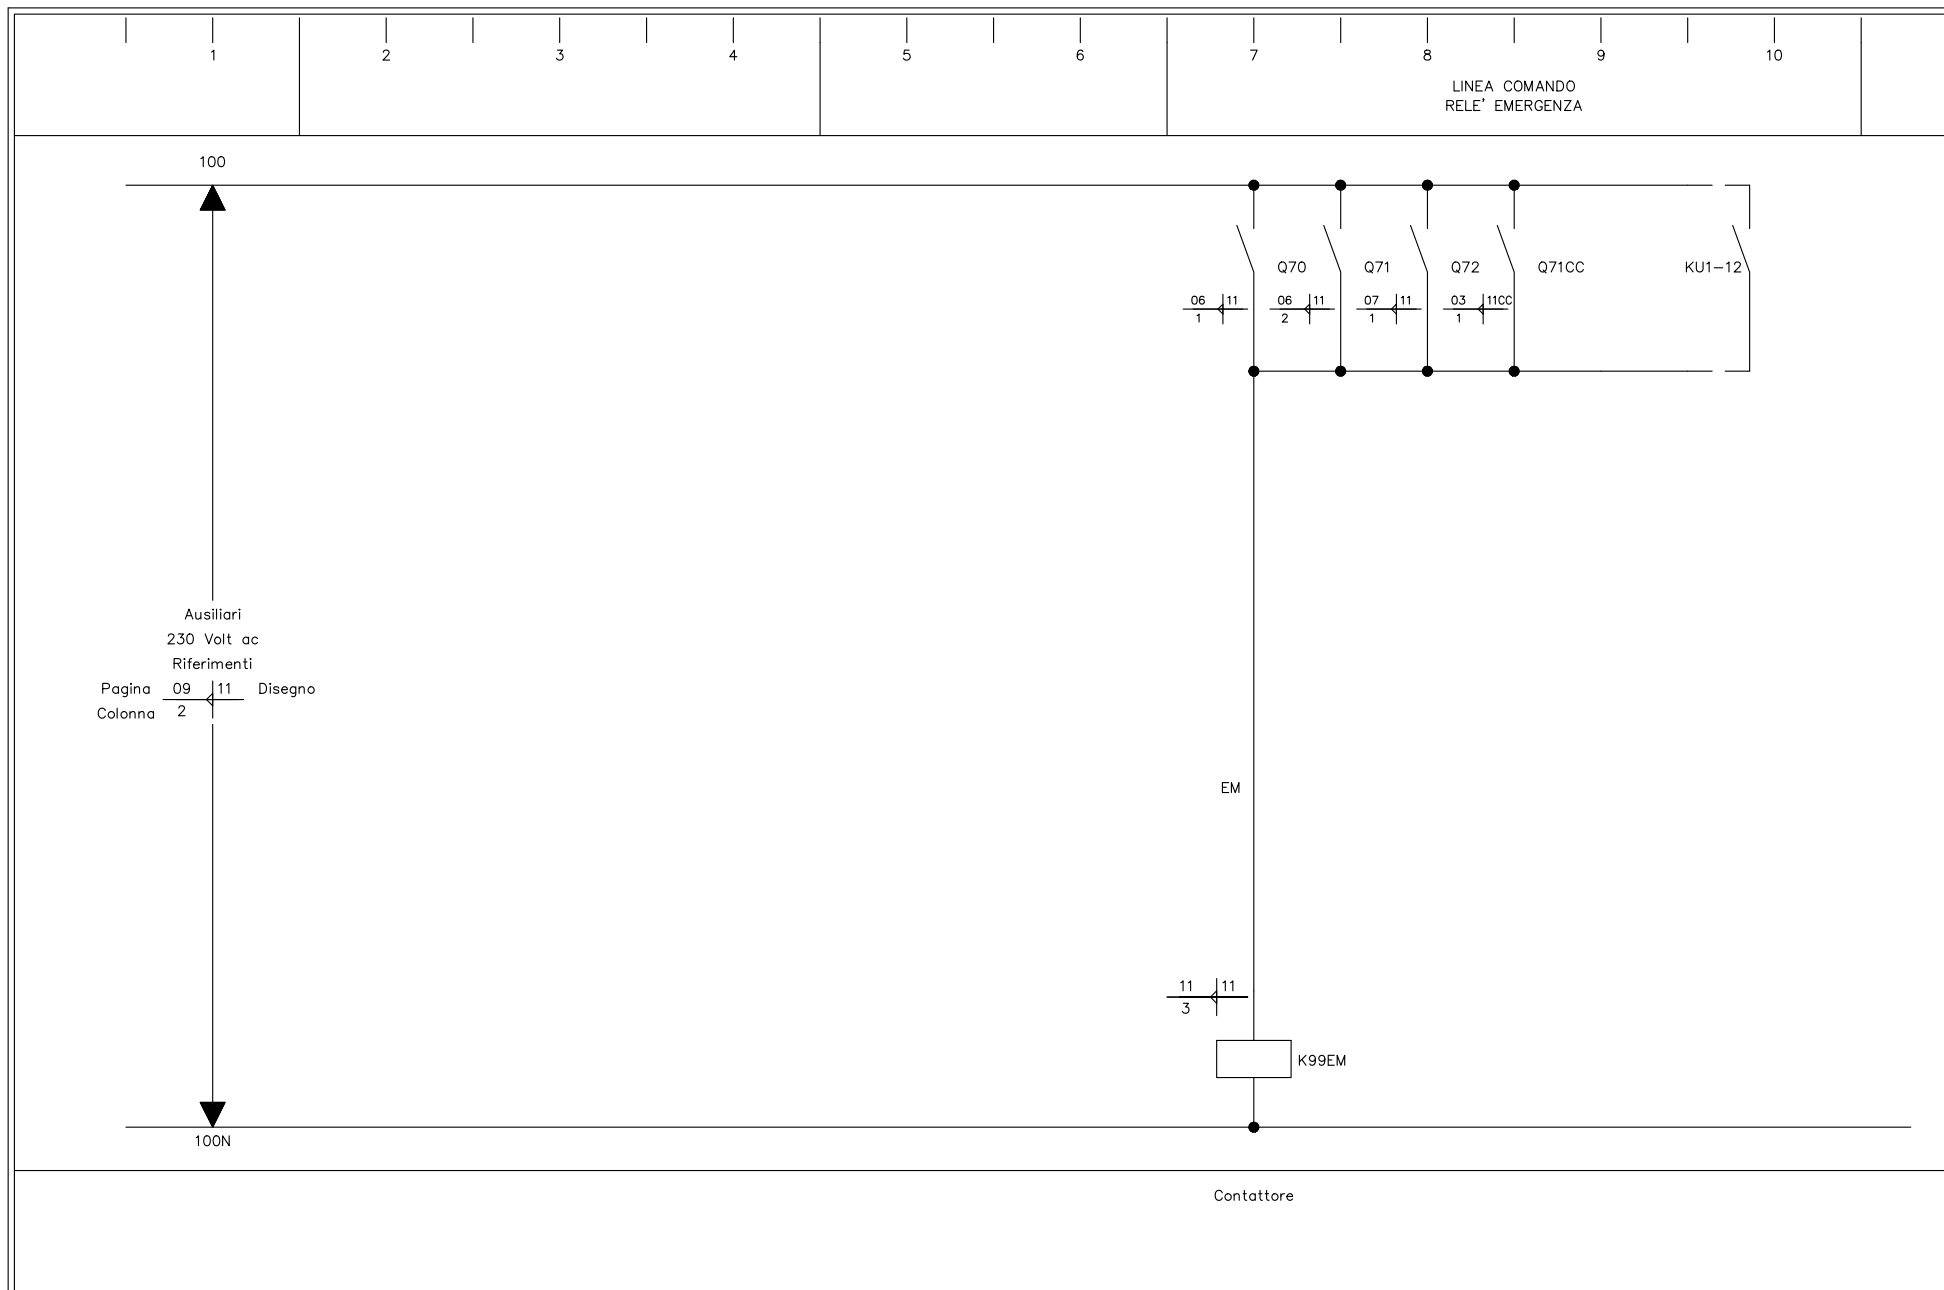 1 2 3 4 5 6 7 8 9 10
LINEA COMANDO
RELE' EMERGENZA
100
Q70 Q71 Q72 Q71CC KU1-12
06 11 06 11 07 11 03 11CC
1 2 1 1
Ausiliari
230 Volt ac
Riferimenti
Pagina 09 11 Disegno
Colonna 2
EM
11 11
3
K99EM
100N
Contattore